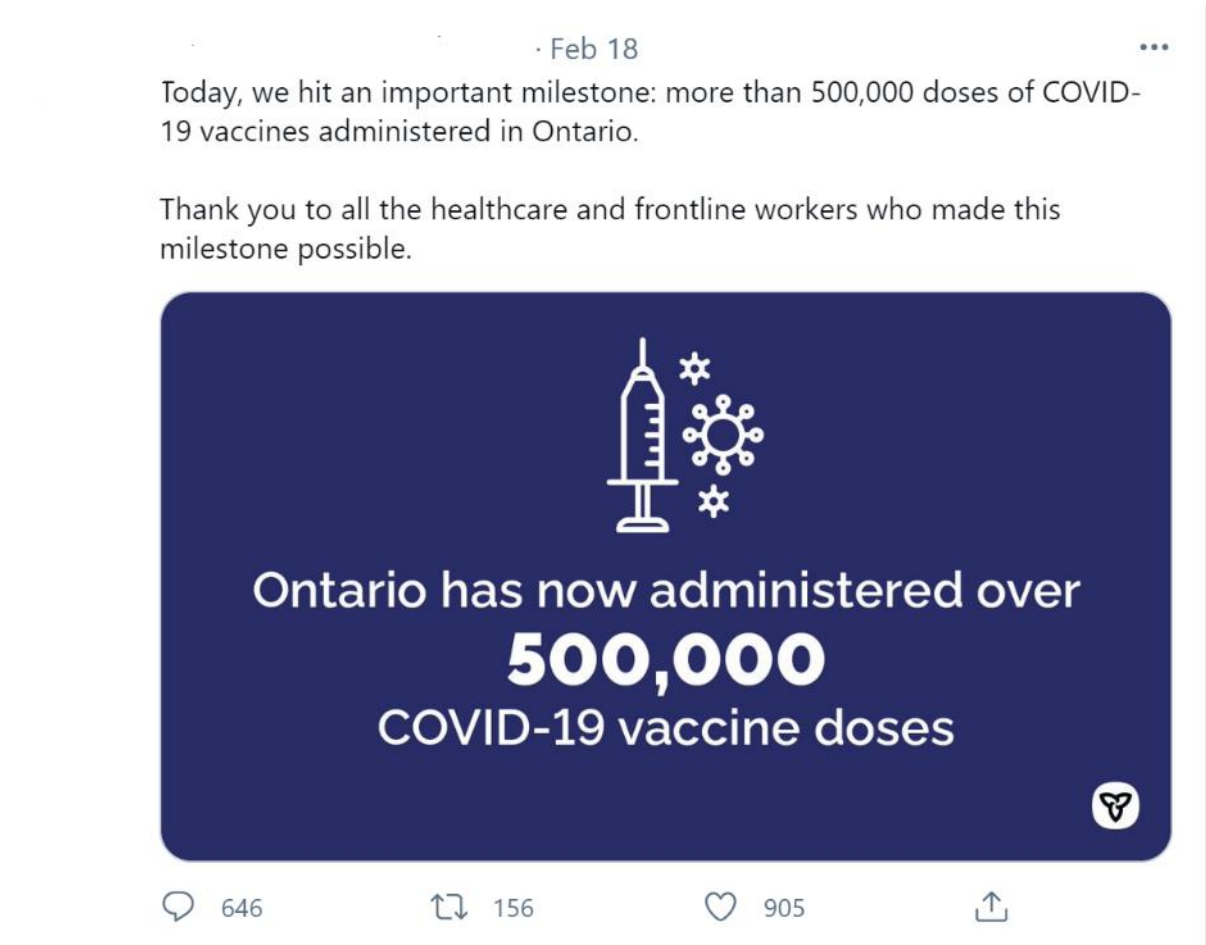 · Feb 18
Today, we hit an important milestone: more than 500,000 doses of COVID-
19 vaccines administered in Ontario.
Thank you to all the healthcare and frontline workers who made this
milestone possible.
Ontario has now administered over
500,000
COVID-19 vaccine doses
646 156 905